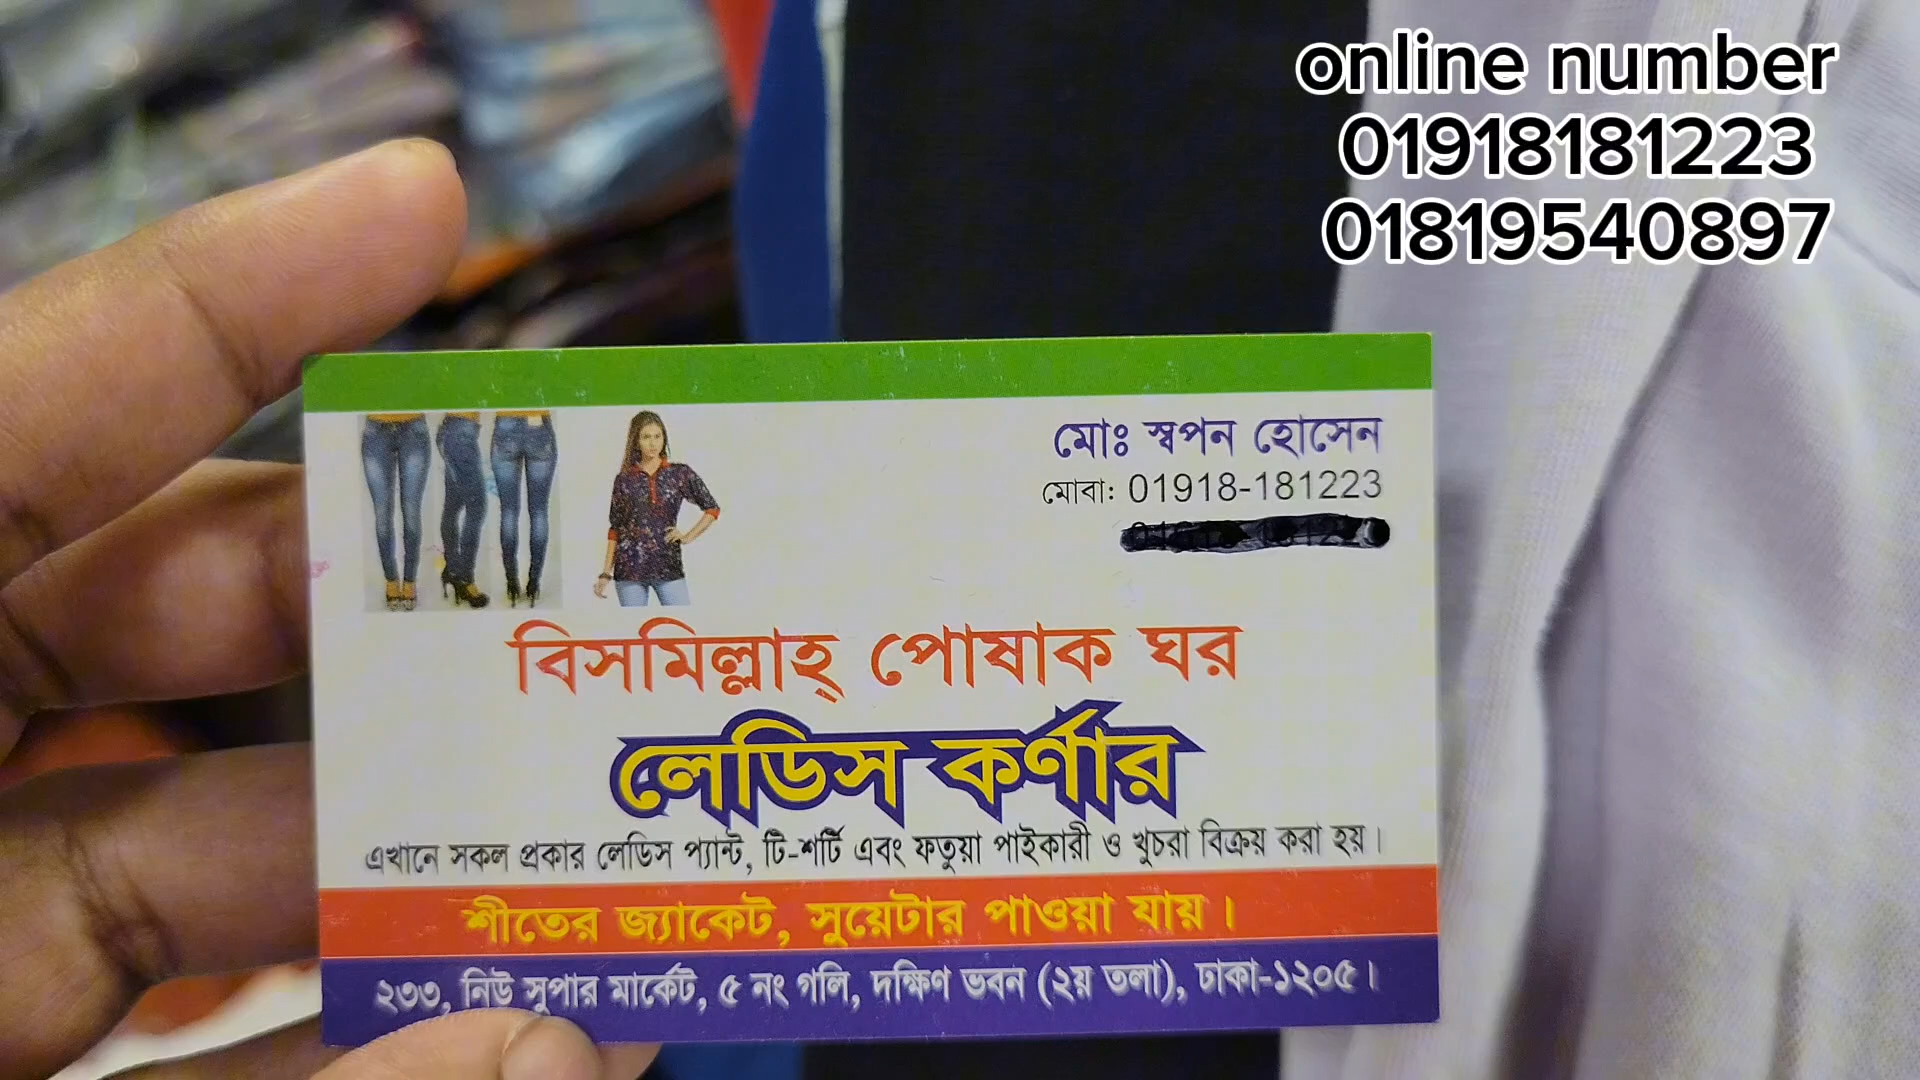 online number
01918181223
01819540897
মোঃ স্বপন হোসেন
মোবা: 01918-181223
বিসমিল্লাহ্ পোষাক ঘর
লেডিস কর্ণার
এখানে সকল প্রকার লেডিস প্যান্ট, টি-শর্টি এবং ফতুয়া পাইকারী ও খুচরা বিক্রয় করা হয়।
শীতের জ্যাকেট, সুয়েটার পাওয়া যায়।
২৩৩, নিউ সুপার মার্কেট, ৫ নং গলি, দক্ষিণ ভবন (২য় তলা), ঢাকা-১২০৫।